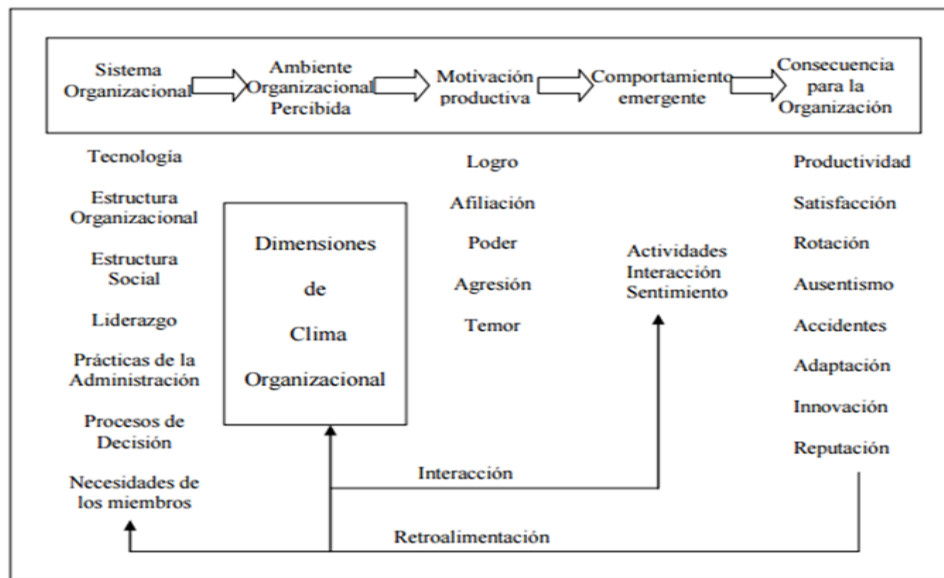 Sistema
Organizacional
Ambiente
Organizacional
Percibida
Motivación
productiva
Comportamiento
emergente
Consecuencia
para la
Organización
Tecnología
Estructura
Organizacional
Estructura
Social
Liderazgo
Prácticas de la
Administración
Procesos de
Decisión
Necesidades de
los miembros
Dimensiones
de
Clima
Organizacional
Logro
Afiliación
Poder
Agresión
Temor
Actividades
Interacción
Sentimiento
Productividad
Satisfacción
Rotación
Ausentismo
Accidentes
Adaptación
Innovación
Reputación
Interacción
Retroalimentación